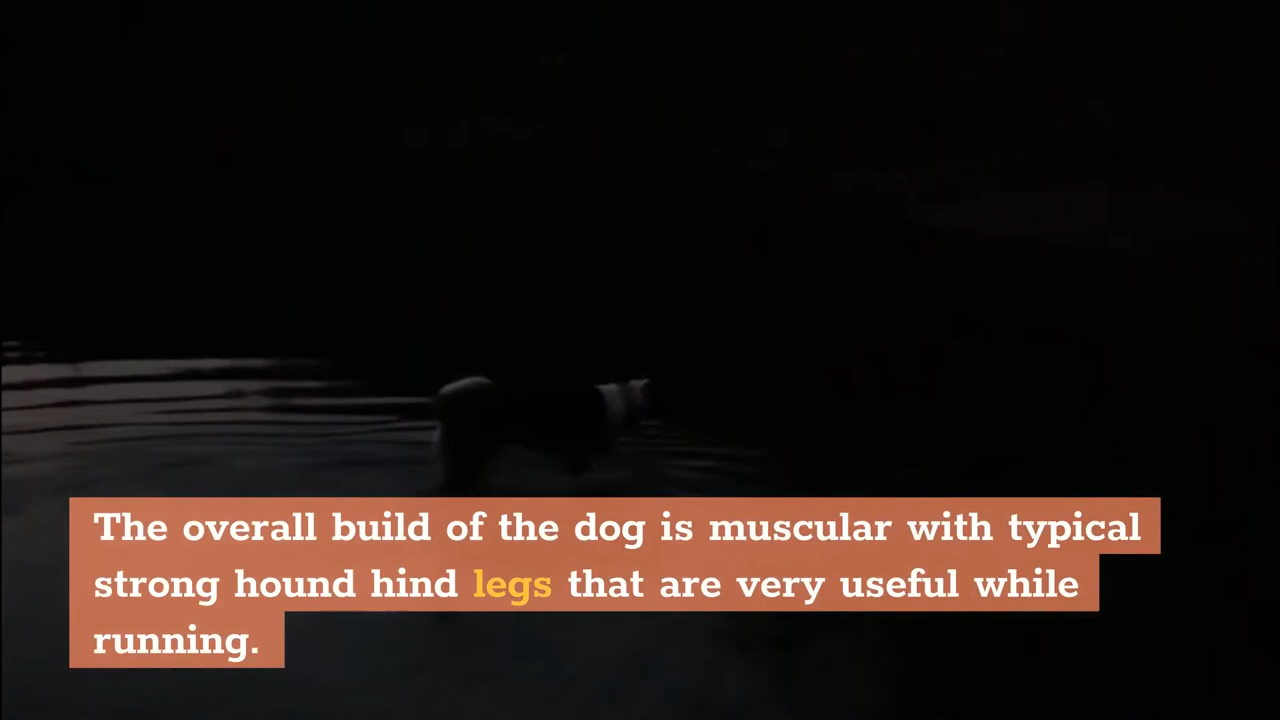 The overall build of the dog is muscular with typical
strong hound hind legs that are very useful while
running.